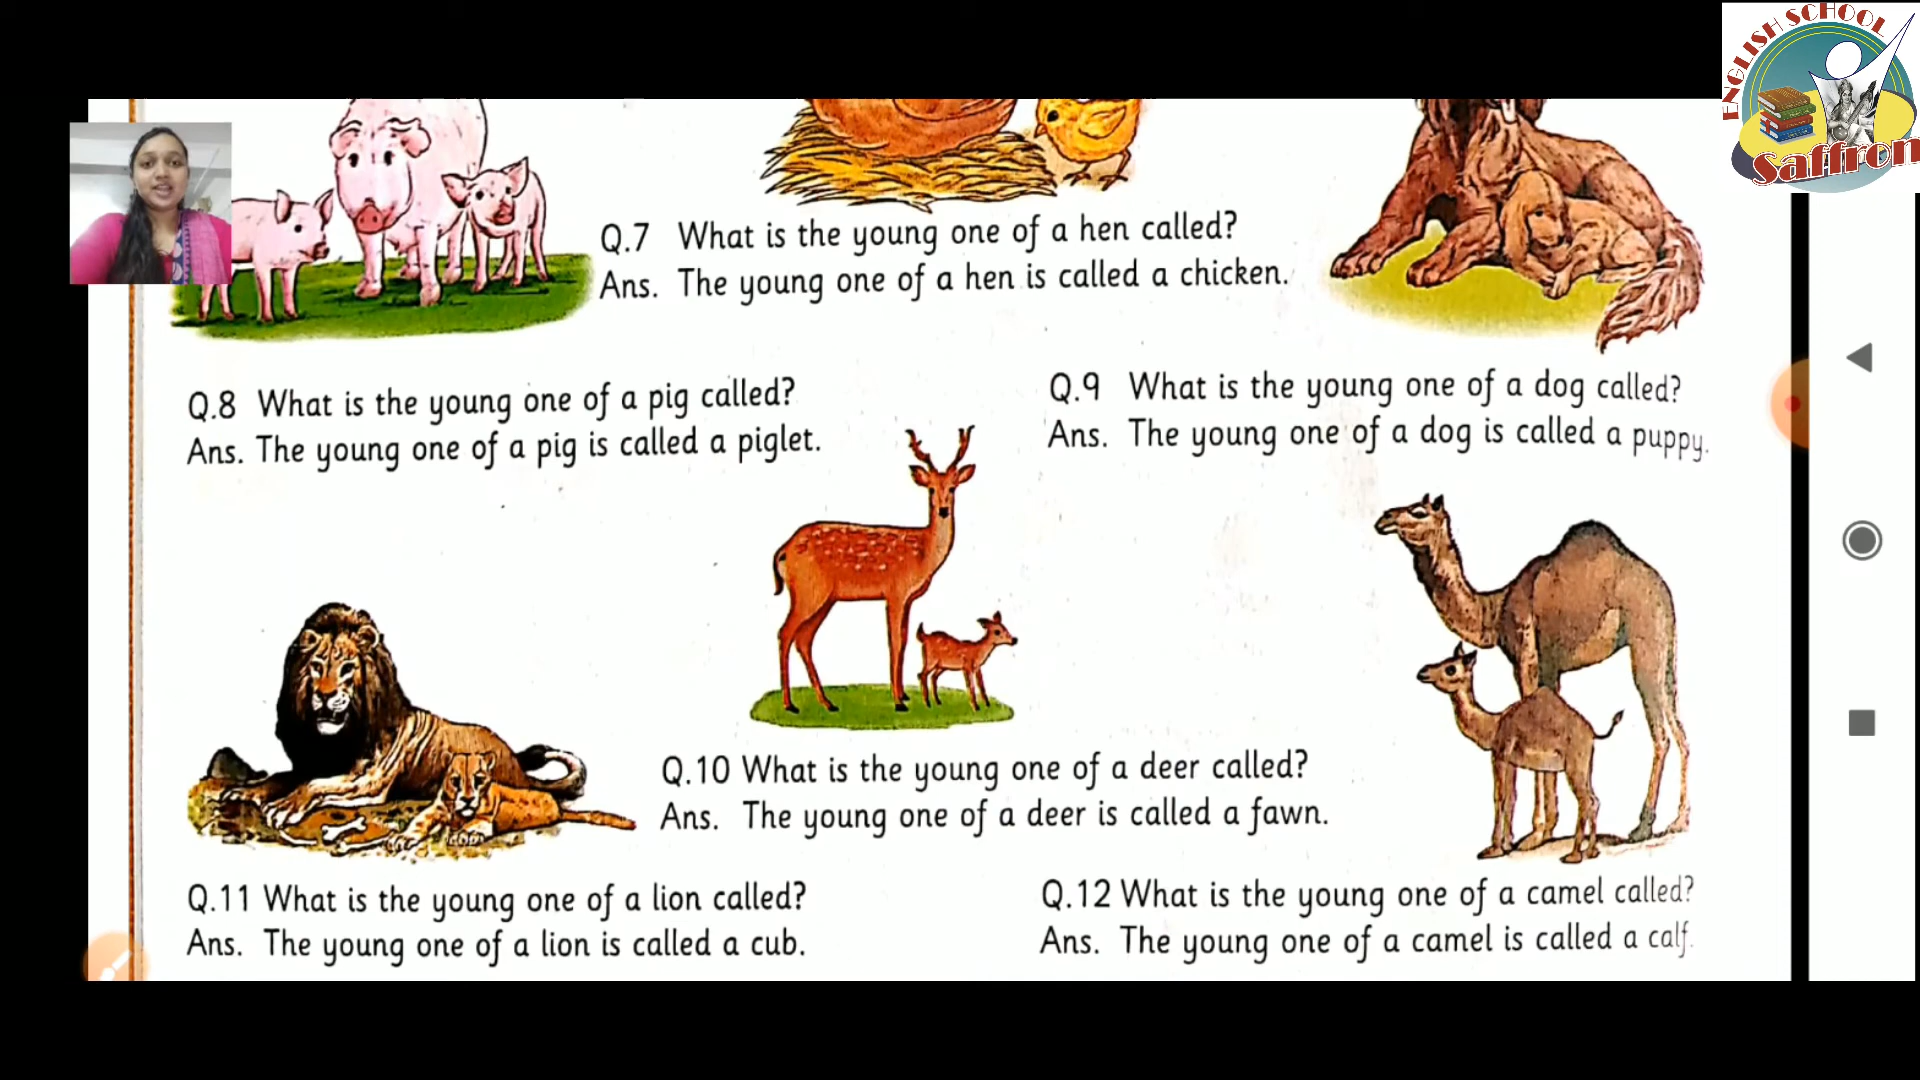 ENGLISH SCHOOL
Saffron
Q.7 What is the young one of a hen called?
Ans. The young one of a hen is called a chicken.
Q.8 What is the young one of a pig called?
Ans. The young one of a pig is called a piglet.
Q.9 What is the young one of a dog called?
Ans. The young one of a dog is called a puppy.
Q.10 What is the young one of a deer called?
Ans. The young one of a deer is called a fawn.
Q.11 What is the young one of a lion called?
Ans. The young one of a lion is called a cub.
Q.12 What is the young one of a camel called?
Ans. The young one of a camel is called a calf.